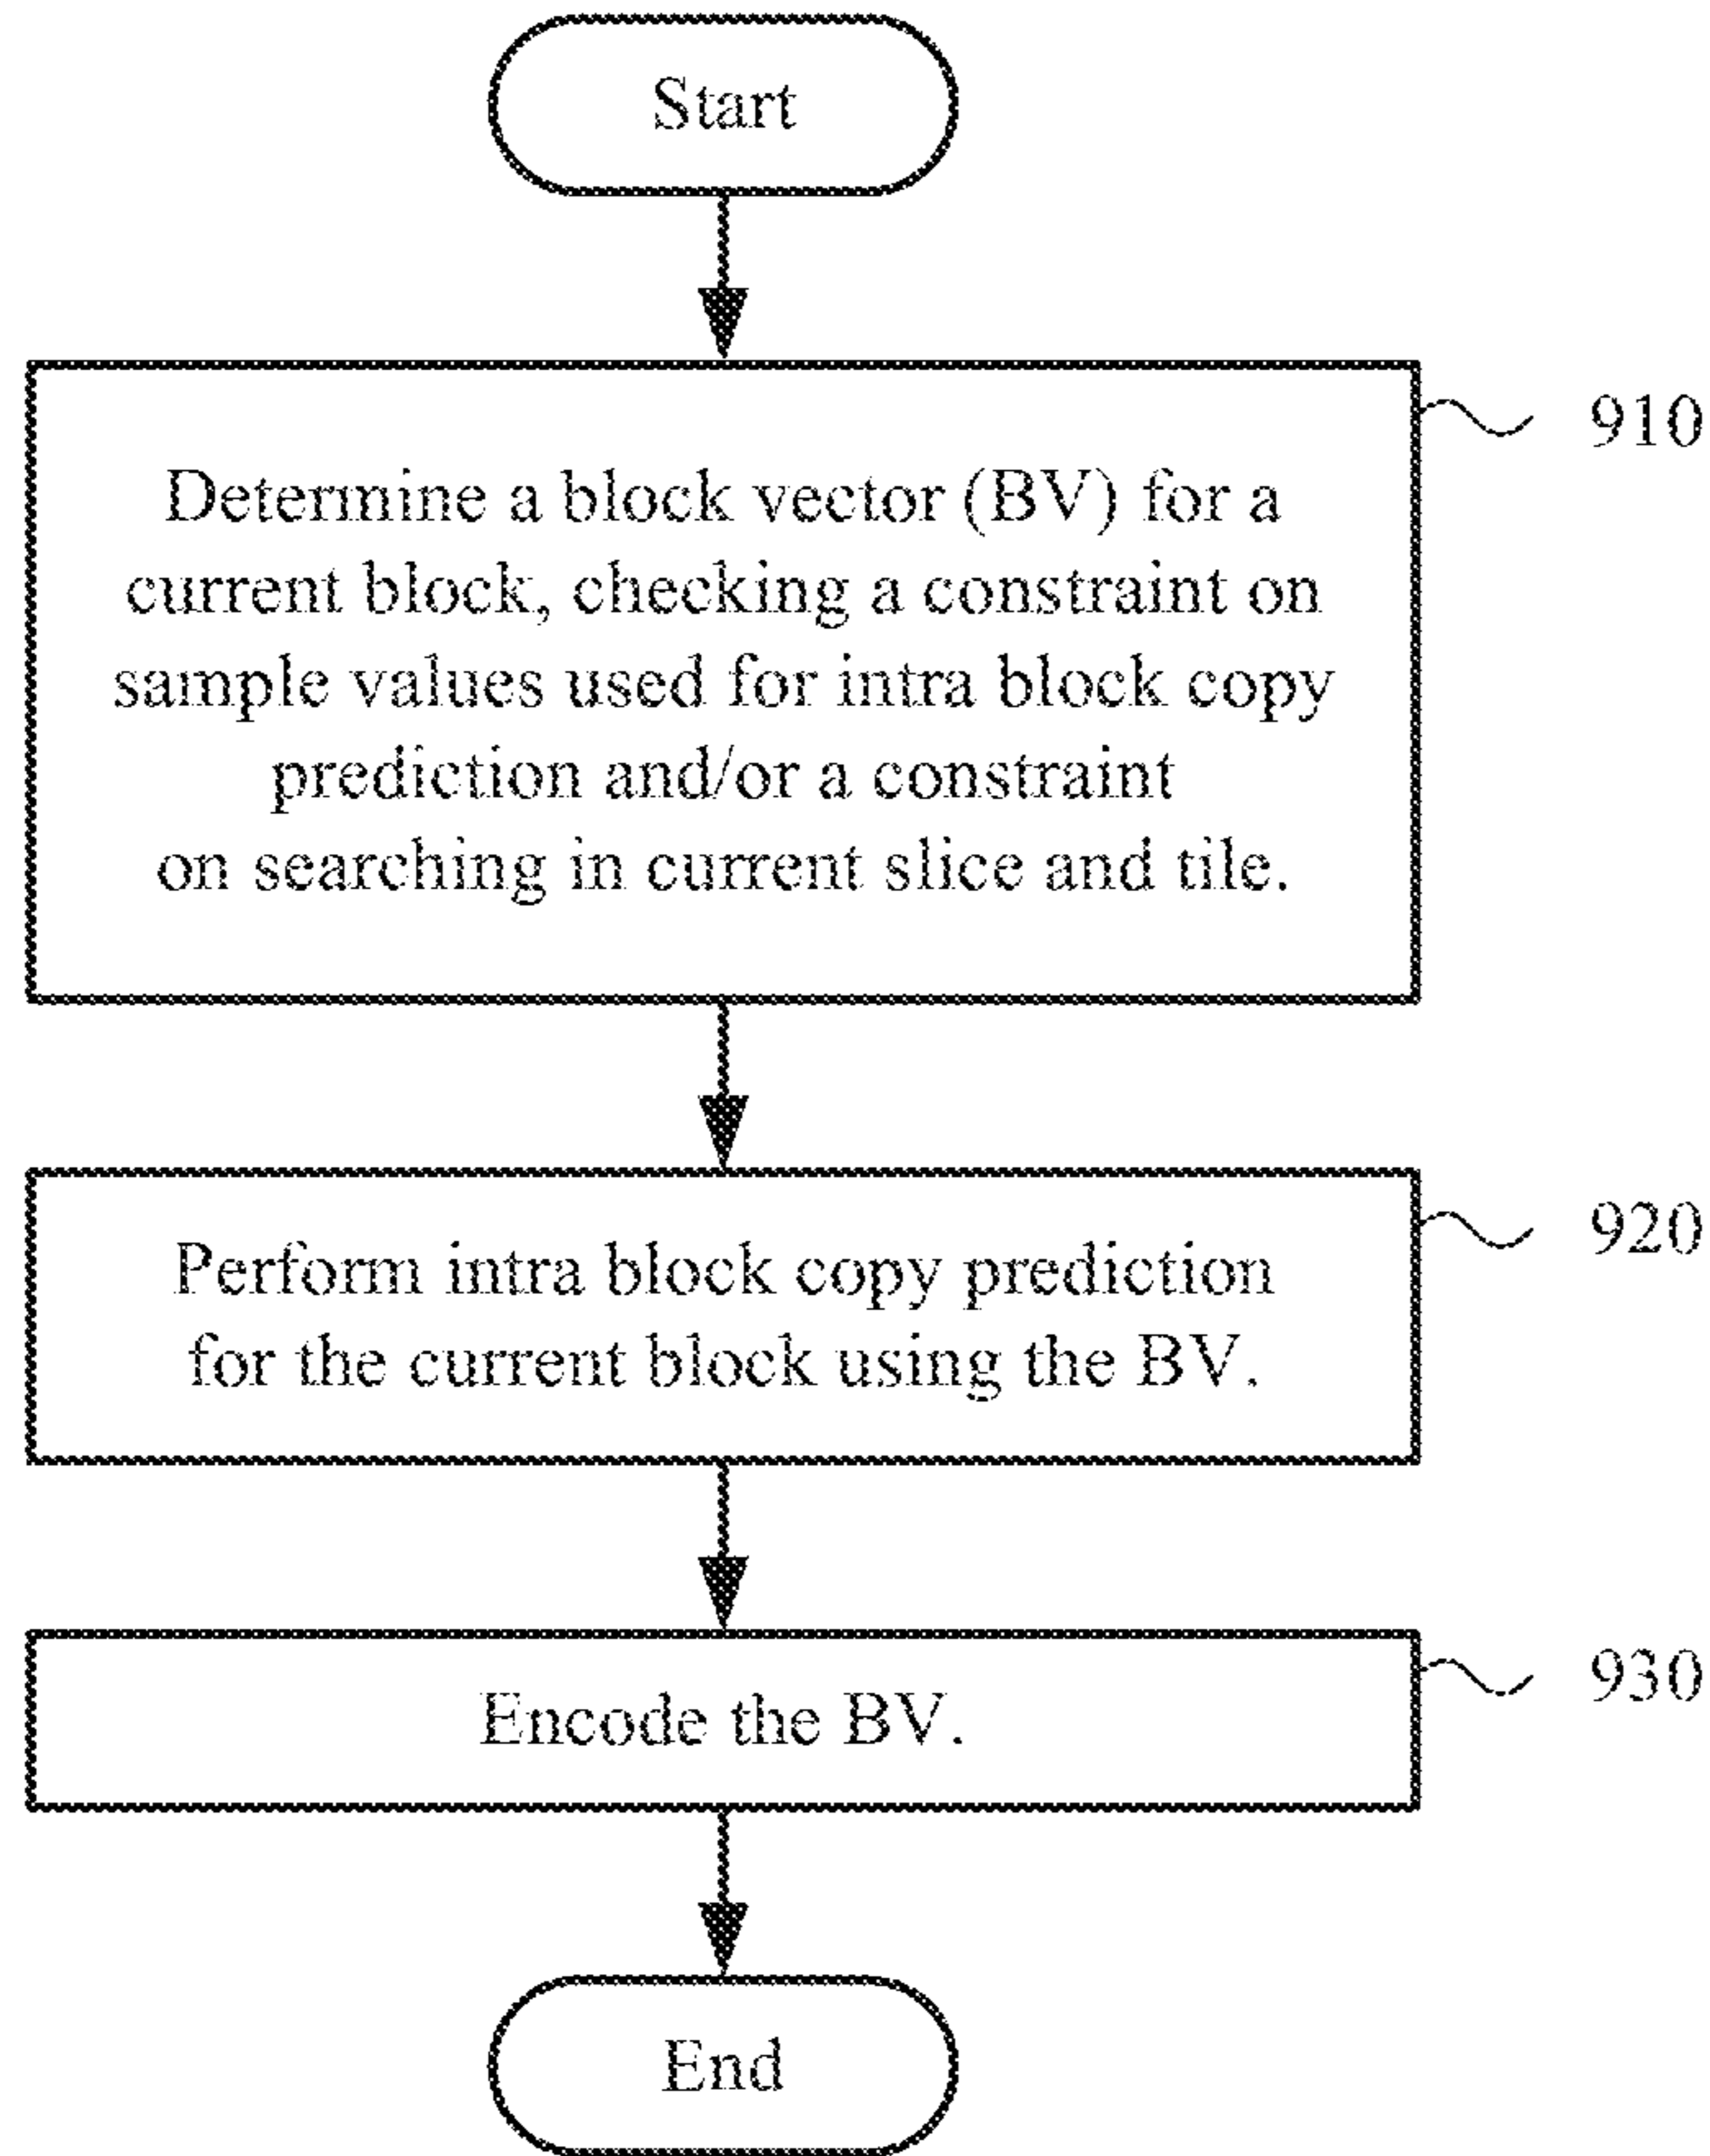 Start
910
Determine a block vector (BV) for a
current block, checking a constraint on
sample values used for intra block copy
prediction and/or a constraint
on searching in current slice and tile.
920
Perform intra block copy prediction
for the current block using the BV.
930
Encode the BV.
End